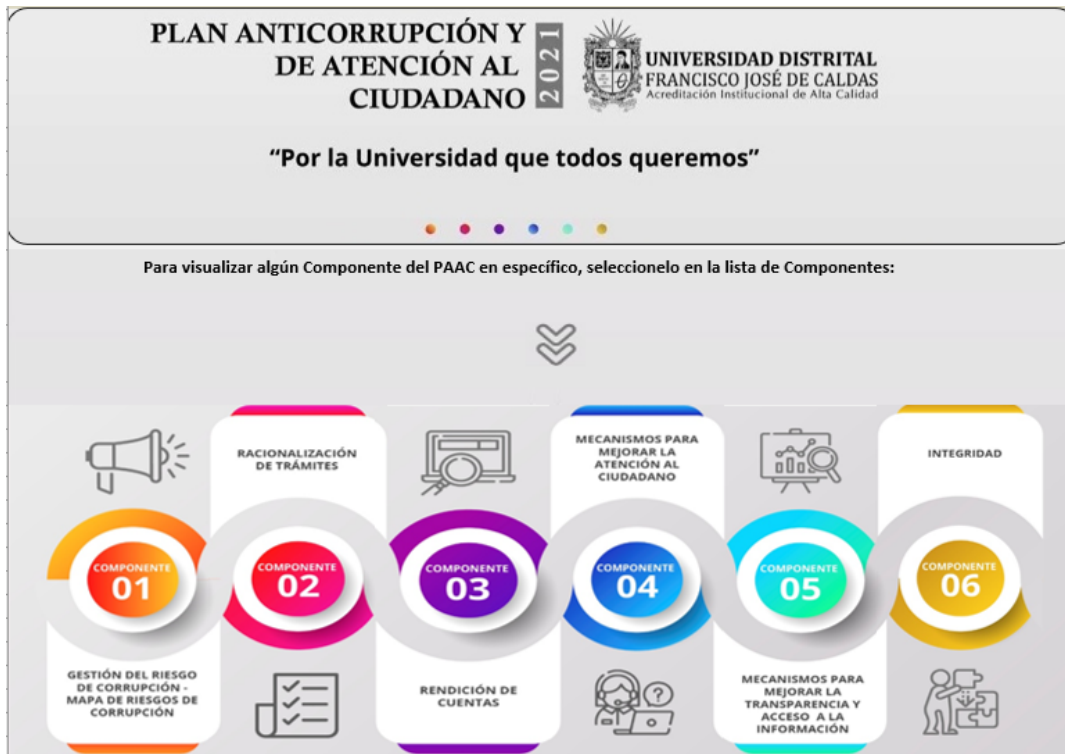 PLAN ANTICORRUPCIÓN Y
DE ATENCIÓN AL
CIUDADANO
2021
UNIVERSIDAD DISTRITAL
FRANCISCO JOSÉ DE CALDAS
Acreditación Institucional de Alta Calidad
“Por la Universidad que todos queremos”
Para visualizar algún Componente del PAAC en específico, seleccionelo en la lista de Componentes:
COMPONENTE
01
GESTIÓN DEL RIESGO
DE CORRUPCIÓN -
MAPA DE RIESGOS DE
CORRUPCIÓN
RACIONALIZACIÓN
DE TRÁMITES
COMPONENTE
02
COMPONENTE
03
RENDICIÓN DE
CUENTAS
MECANISMOS PARA
MEJORAR LA
ATENCIÓN AL
CIUDADANO
COMPONENTE
04
?
COMPONENTE
05
MECANISMOS PARA
MEJORAR LA
TRANSPARENCIA Y
ACCESO A LA
INFORMACIÓN
INTEGRIDAD
COMPONENTE
06